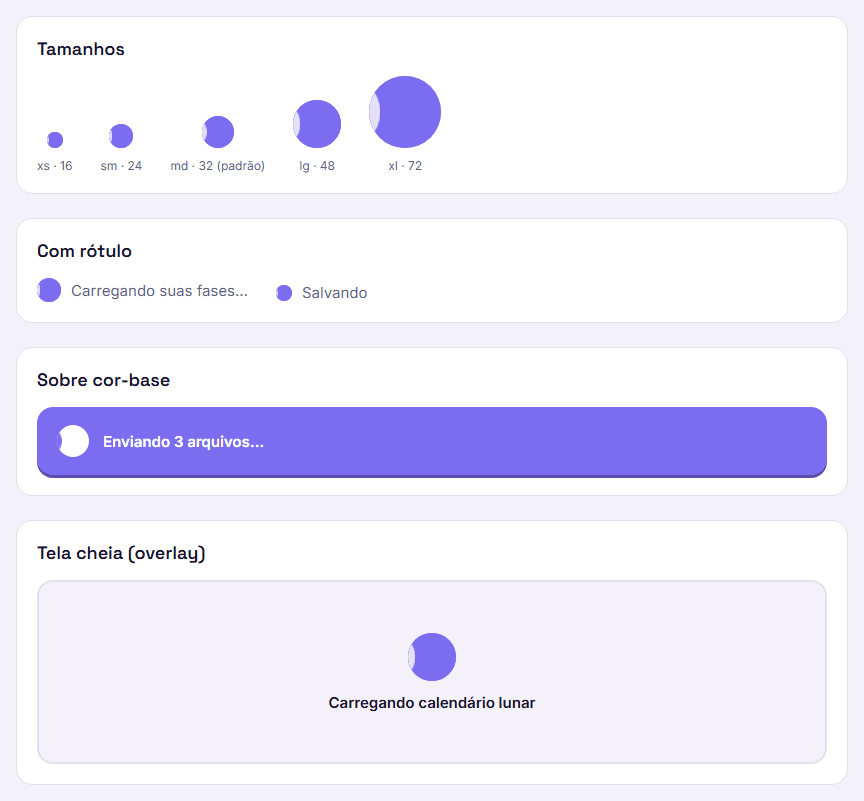 Tamanhos
xs · 16
sm · 24
md · 32 (padrão)
lg · 48
xl · 72
Com rótulo
Carregando suas fases...
Salvando
Sobre cor-base
Enviando 3 arquivos...
Tela cheia (overlay)
Carregando calendário lunar